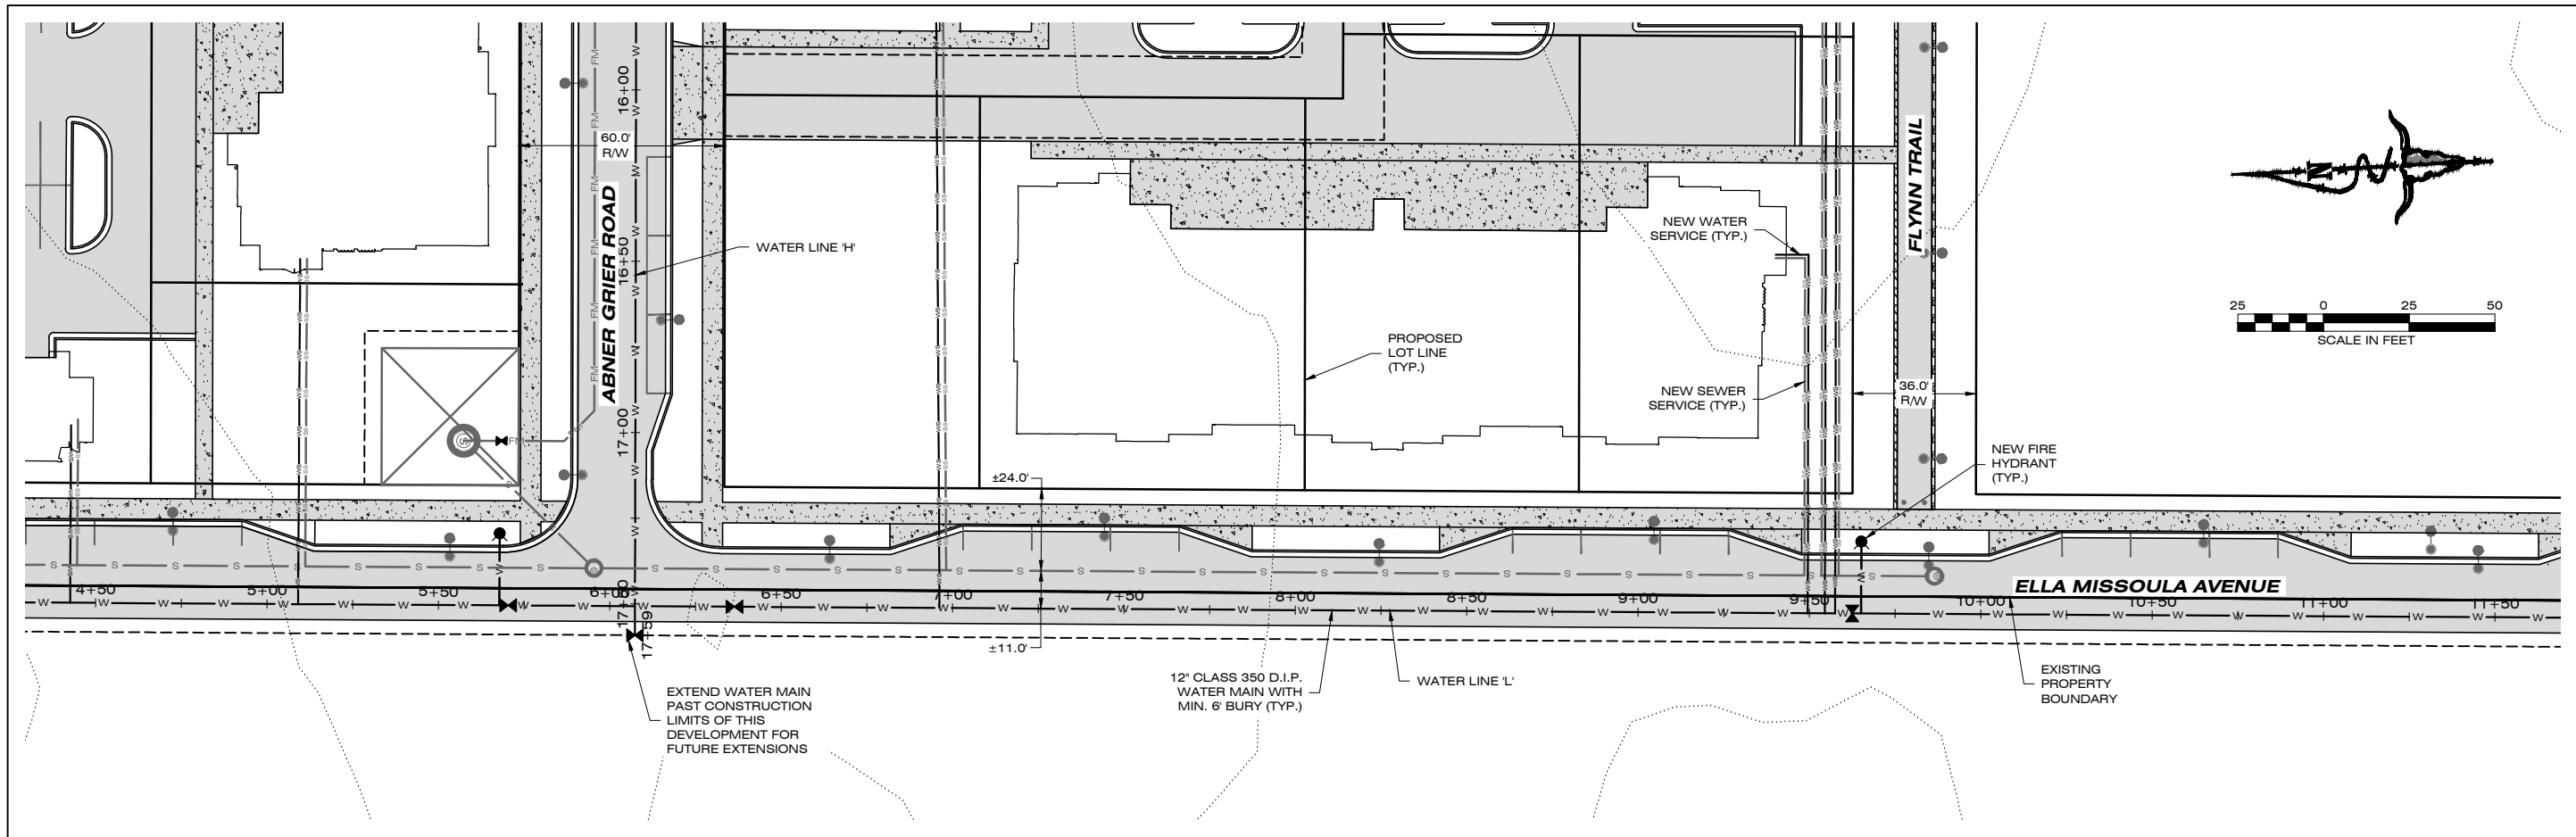 16+00
60.0'
R/W
ABNER GRIER ROAD
16+50
WATER LINE 'H'
17+00
NEW WATER
SERVICE (TYP.)
FLYNN TRAIL
N
25 0 25 50
SCALE IN FEET
PROPOSED
LOT LINE
(TYP.)
NEW SEWER
SERVICE (TYP.)
36.0'
R/W
NEW FIRE
HYDRANT
(TYP.)
±24.0'
ELLA MISSOULA AVENUE
4+50 5+00 5+50 6+00 6+50 7+00 7+50 8+00 8+50 9+00 9+50 10+00 10+50 11+00 11+50
17+50
17+59
±11.0'
EXTEND WATER MAIN
PAST CONSTRUCTION
LIMITS OF THIS
DEVELOPMENT FOR
FUTURE EXTENSIONS
12" CLASS 350 D.I.P.
WATER MAIN WITH
MIN. 6' BURY (TYP.)
WATER LINE 'L'
EXISTING
PROPERTY
BOUNDARY